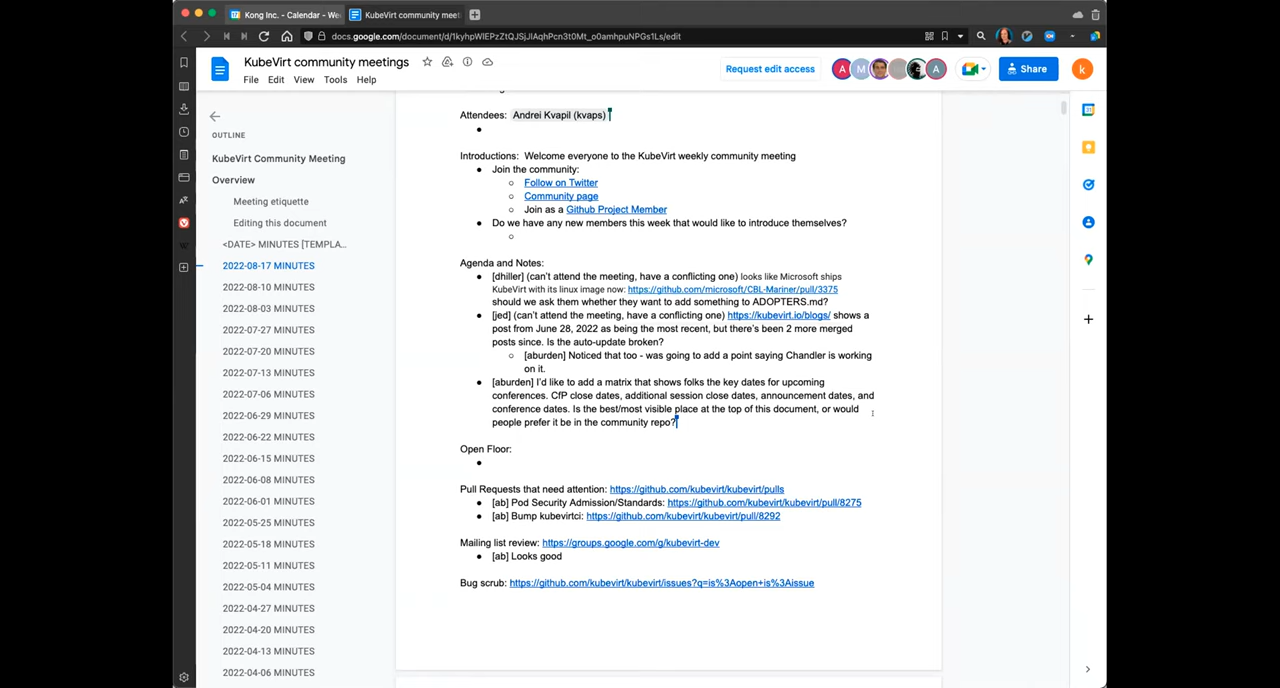 Kong Inc. - Calendar - We
KubeVirt community meet
docs.google.com/document/d/1kyhpWlEPzZtQJSjJlAqhPcn3t0Mt_o0amhpuNPGs1Ls/edit
KubeVirt community meetings
File Edit View Tools Help
Request edit access
A M A
Share
k
OUTLINE
KubeVirt Community Meeting
Overview
Meeting etiquette
Editing this document
<DATE> MINUTES [TEMPLA...
2022-08-17 MINUTES
2022-08-10 MINUTES
2022-08-03 MINUTES
2022-07-27 MINUTES
2022-07-20 MINUTES
2022-07-13 MINUTES
2022-07-06 MINUTES
2022-06-29 MINUTES
2022-06-22 MINUTES
2022-06-15 MINUTES
2022-06-08 MINUTES
2022-06-01 MINUTES
2022-05-25 MINUTES
2022-05-18 MINUTES
2022-05-11 MINUTES
2022-05-04 MINUTES
2022-04-27 MINUTES
2022-04-20 MINUTES
2022-04-13 MINUTES
2022-04-06 MINUTES
Attendees: Andrei Kvapil (kvaps)
Introductions: Welcome everyone to the KubeVirt weekly community meeting
Join the community:
Follow on Twitter
Community page
Join as a Github Project Member
Do we have any new members this week that would like to introduce themselves?
Agenda and Notes:
[dhiller] (can't attend the meeting, have a conflicting one) looks like Microsoft ships
KubeVirt with its linux image now: https://github.com/microsoft/CBL-Mariner/pull/3375
should we ask them whether they want to add something to ADOPTERS.md?
[jed] (can't attend the meeting, have a conflicting one) https://kubevirt.io/blogs/ shows a
post from June 28, 2022 as being the most recent, but there's been 2 more merged
posts since. Is the auto-update broken?
[aburden] Noticed that too - was going to add a point saying Chandler is working
on it.
[aburden] I'd like to add a matrix that shows folks the key dates for upcoming
conferences. CfP close dates, additional session close dates, announcement dates, and
conference dates. Is the best/most visible place at the top of this document, or would
people prefer it be in the community repo?
Open Floor:
Pull Requests that need attention: https://github.com/kubevirt/kubevirt/pulls
[ab] Pod Security Admission/Standards: https://github.com/kubevirt/kubevirt/pull/8275
[ab] Bump kubevirtci: https://github.com/kubevirt/kubevirt/pull/8292
Mailing list review: https://groups.google.com/g/kubevirt-dev
[ab] Looks good
Bug scrub: https://github.com/kubevirt/kubevirt/issues?q=is%3Aopen+is%3Aissue